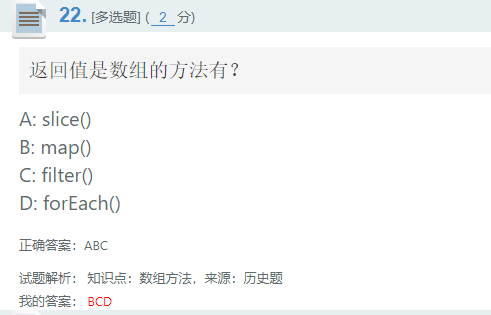 22. [多选题] ( 2 分)
返回值是数组的方法有?
A: slice()
B: map()
C: filter()
D: forEach()
正确答案：ABC
试题解析： 知识点：数组方法，来源：历史题
我的答案： BCD